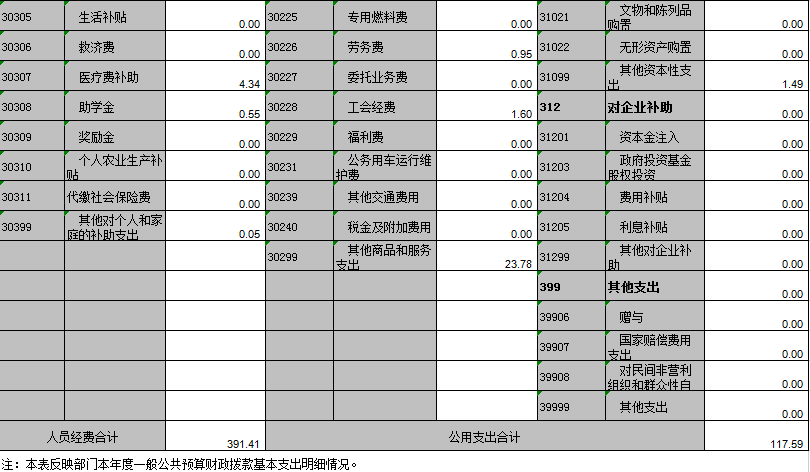 30305 生活补贴 0.00 30225 专用燃料费 0.00 31021 文物和陈列品购置 0.00
30306 救济费 0.00 30226 劳务费 0.95 31022 无形资产购置 0.00
30307 医疗费补助 4.34 30227 委托业务费 0.00 31099 其他资本性支出 1.49
30308 助学金 0.55 30228 工会经费 1.60 312 对企业补助 0.00
30309 奖励金 0.00 30229 福利费 0.00 31201 资本金注入 0.00
30310 个人农业生产补贴 0.00 30231 公务用车运行维护费 0.00 31203 政府投资基金股权投资 0.00
30311 代缴社会保险费 0.00 30239 其他交通费用 0.00 31204 费用补贴 0.00
30399 其他对个人和家庭的补助支出 0.05 30240 税金及附加费用 0.00 31205 利息补贴 0.00
30299 其他商品和服务支出 23.78 31299 其他对企业补助 0.00
399 其他支出 0.00
39906 赠与 0.00
39907 国家赔偿费用支出 0.00
39908 对民间非营利组织和群众性自 0.00
39999 其他支出 0.00
人员经费合计 391.41 公用支出合计 117.59
注：本表反映部门本年度一般公共预算财政拨款基本支出明细情况。